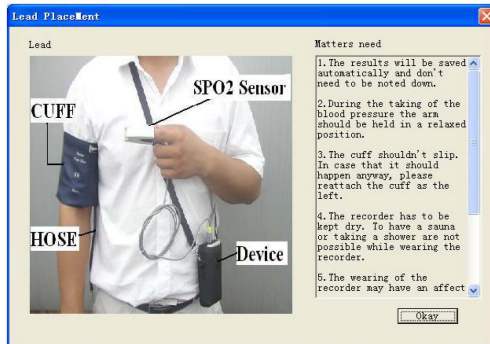 Lead PlaceMent
Lead
SPO2 Sensor
CUFF
HOSE
Device
Matters need
1.The results will be saved
automatically and don't
need to be noted down.
2.During the taking of the
blood pressure the arm
should be held in a relaxed
position.
3.The cuff shouldn't slip.
In case that it should
happen anyway, please
reattach the cuff as the
left.
4.The recorder has to be
kept dry. To have a sauna
or taking a shower are not
possible while wearing the
recorder.
5.The wearing of the
recorder may have an affect
Okay